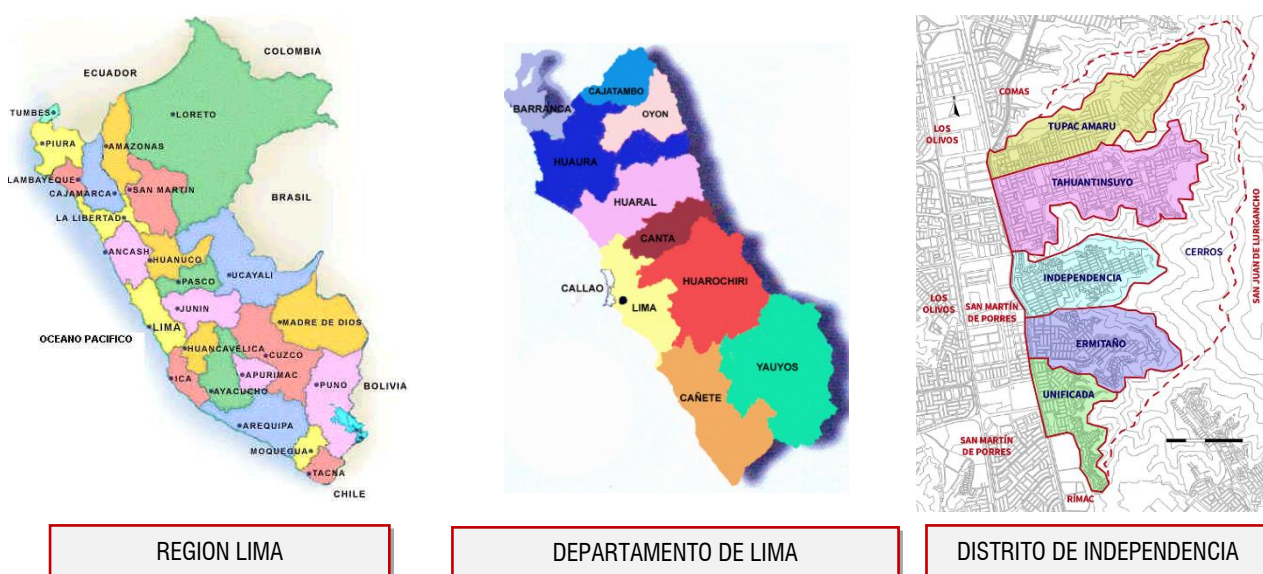 COLOMBIA
ECUADOR
TUMBES
LORETO
PIURA
AMAZONAS
LAMBAYEQUE
SAN MARTIN
CAJAMARCA
BRASIL
LA LIBERTAD
ANCASH
HUANUCO
UCAYALI
PASCO
JUNIN
LIMA
MADRE DE DIOS
OCEANO PACIFICO
HUANCAVELICA
CUZCO
ICA
APURIMAC
PUNO
BOLIVIA
AYACUCHO
AREQUIPA
MOQUEGUA
TACNA
CHILE
REGION LIMA
CAJATAMBO
BARRANCA
OYON
HUAURA
HUARAL
CANTA
CALLAO
HUAROCHIRI
LIMA
YAUYOS
CAÑETE
DEPARTAMENTO DE LIMA
COMAS
LOS
OLIVOS
TUPAC AMARU
TAHUANTINSUYO
CERROS
SAN JUAN DE LURIGANCHO
INDEPENDENCIA
LOS
OLIVOS
SAN MARTÍN
DE PORRES
ERMITAÑO
UNIFICADA
SAN MARTÍN
DE PORRES
RÍMAC
DISTRITO DE INDEPENDENCIA